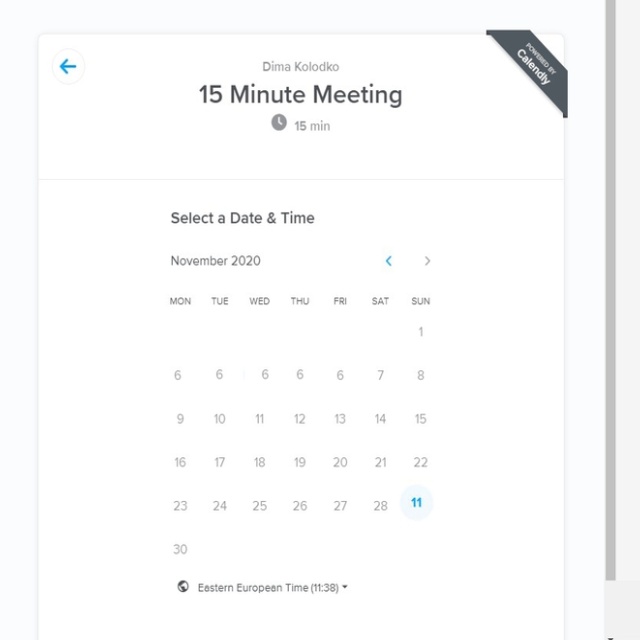 POWERED BY
Calendly
Dima Kolodko
15 Minute Meeting
15 min
Select a Date & Time
November 2020
MON TUE WED THU FRI SAT SUN
1
6 6 6 6 6 7 8
9 10 11 12 13 14 15
16 17 18 19 20 21 22
23 24 25 26 27 28 11
30
Eastern European Time (11:38)